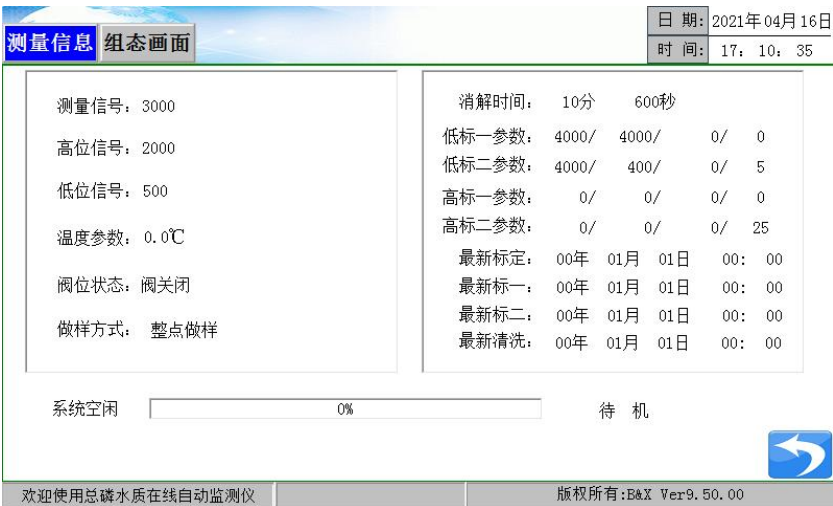 日 期: 2021年04月16日
测量信息 组态画面
时 间: 17: 10: 35
测量信号: 3000
高位信号: 2000
低位信号: 500
温度参数: 0.0℃
阀位状态: 阀关闭
做样方式: 整点做样
消解时间: 10分 600秒
低标一参数: 4000/ 4000/ 0/ 0
低标二参数: 4000/ 400/ 0/ 5
高标一参数: 0/ 0/ 0/ 0
高标二参数: 0/ 0/ 0/ 25
最新标定: 00年 01月 01日 00: 00
最新标一: 00年 01月 01日 00: 00
最新标二: 00年 01月 01日 00: 00
最新清洗: 00年 01月 01日 00: 00
系统空闲 0% 待 机
欢迎使用总磷水质在线自动监测仪 版权所有:B&X Ver9.50.00